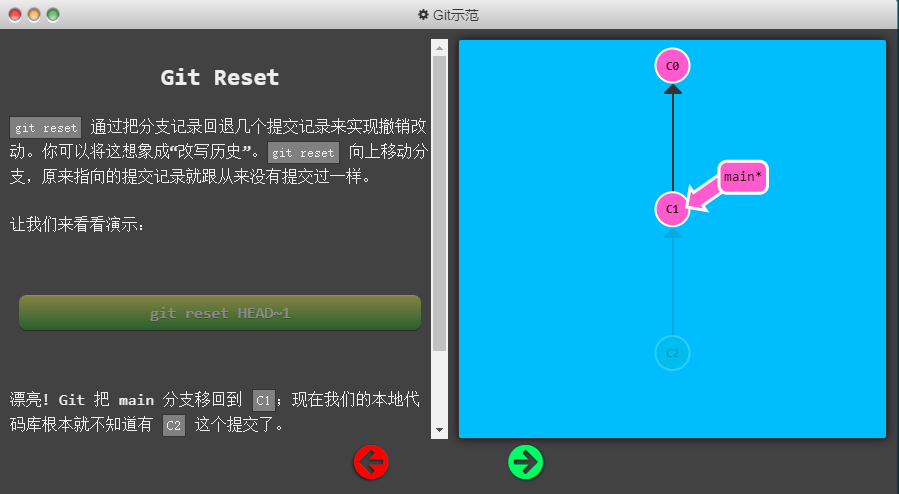 Git示范
Git Reset
git reset 通过把分支记录回退几个提交记录来实现撤销改
动。你可以将这想象成“改写历史”。git reset 向上移动分
支，原来指向的提交记录就跟从来没有提交过一样。
让我们来看看演示：
git reset HEAD~1
漂亮! Git 把 main 分支移回到 C1；现在我们的本地代
码库根本就不知道有 C2 这个提交了。
C0
main*
C1
C2